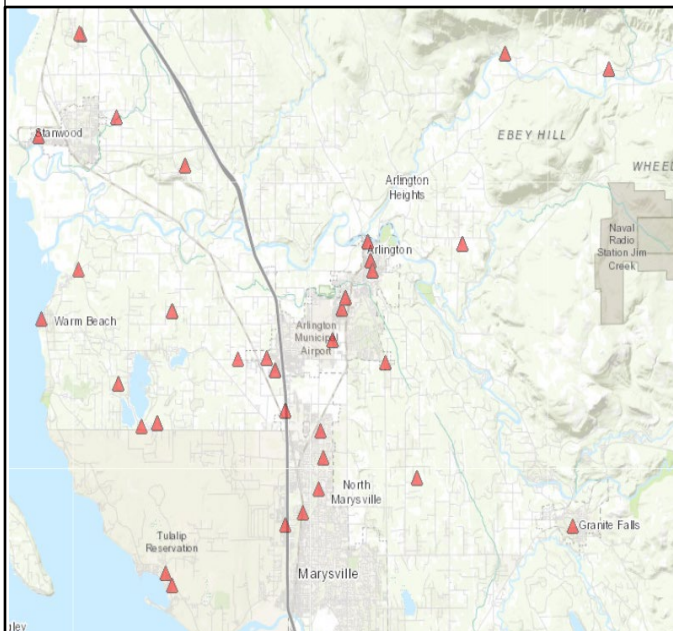 EBEY HILL
Stanwood
WHEEL
Arlington
Heights
Naval
Radio
Station Jim
Creek
Arlington
Warm Beach
Arlington
Municipal
Airport
North
Marysville
Granite Falls
Tulalip
Reservation
Marysville